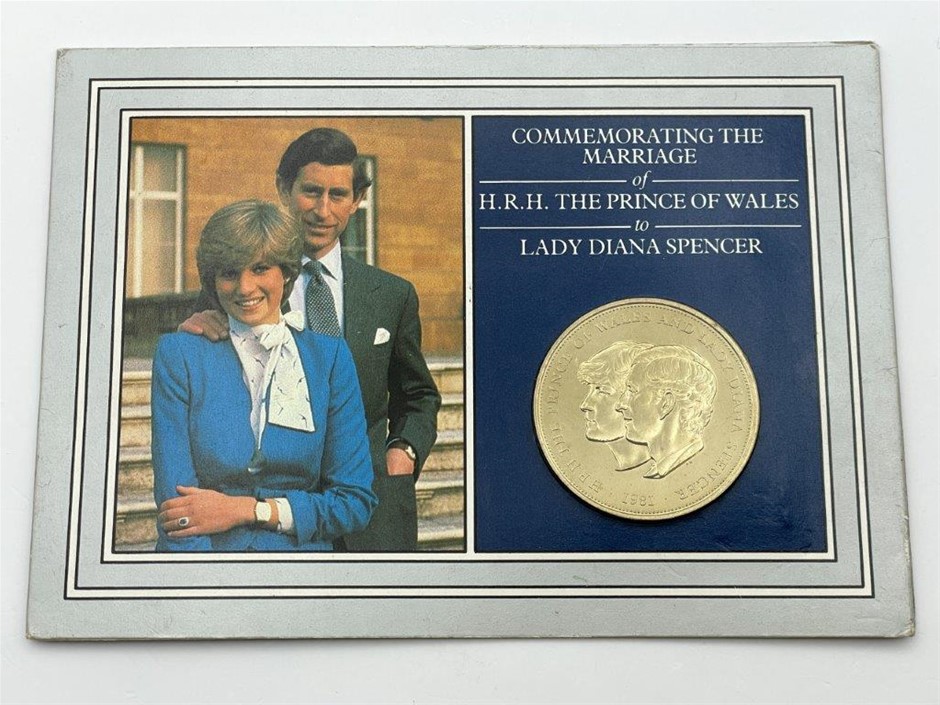 COMMEMORATING THE
MARRIAGE
of
H.R.H. THE PRINCE OF WALES
to
LADY DIANA SPENCER
H.R.H. THE PRINCE OF WALES AND LADY DIANA SPENCER
1981